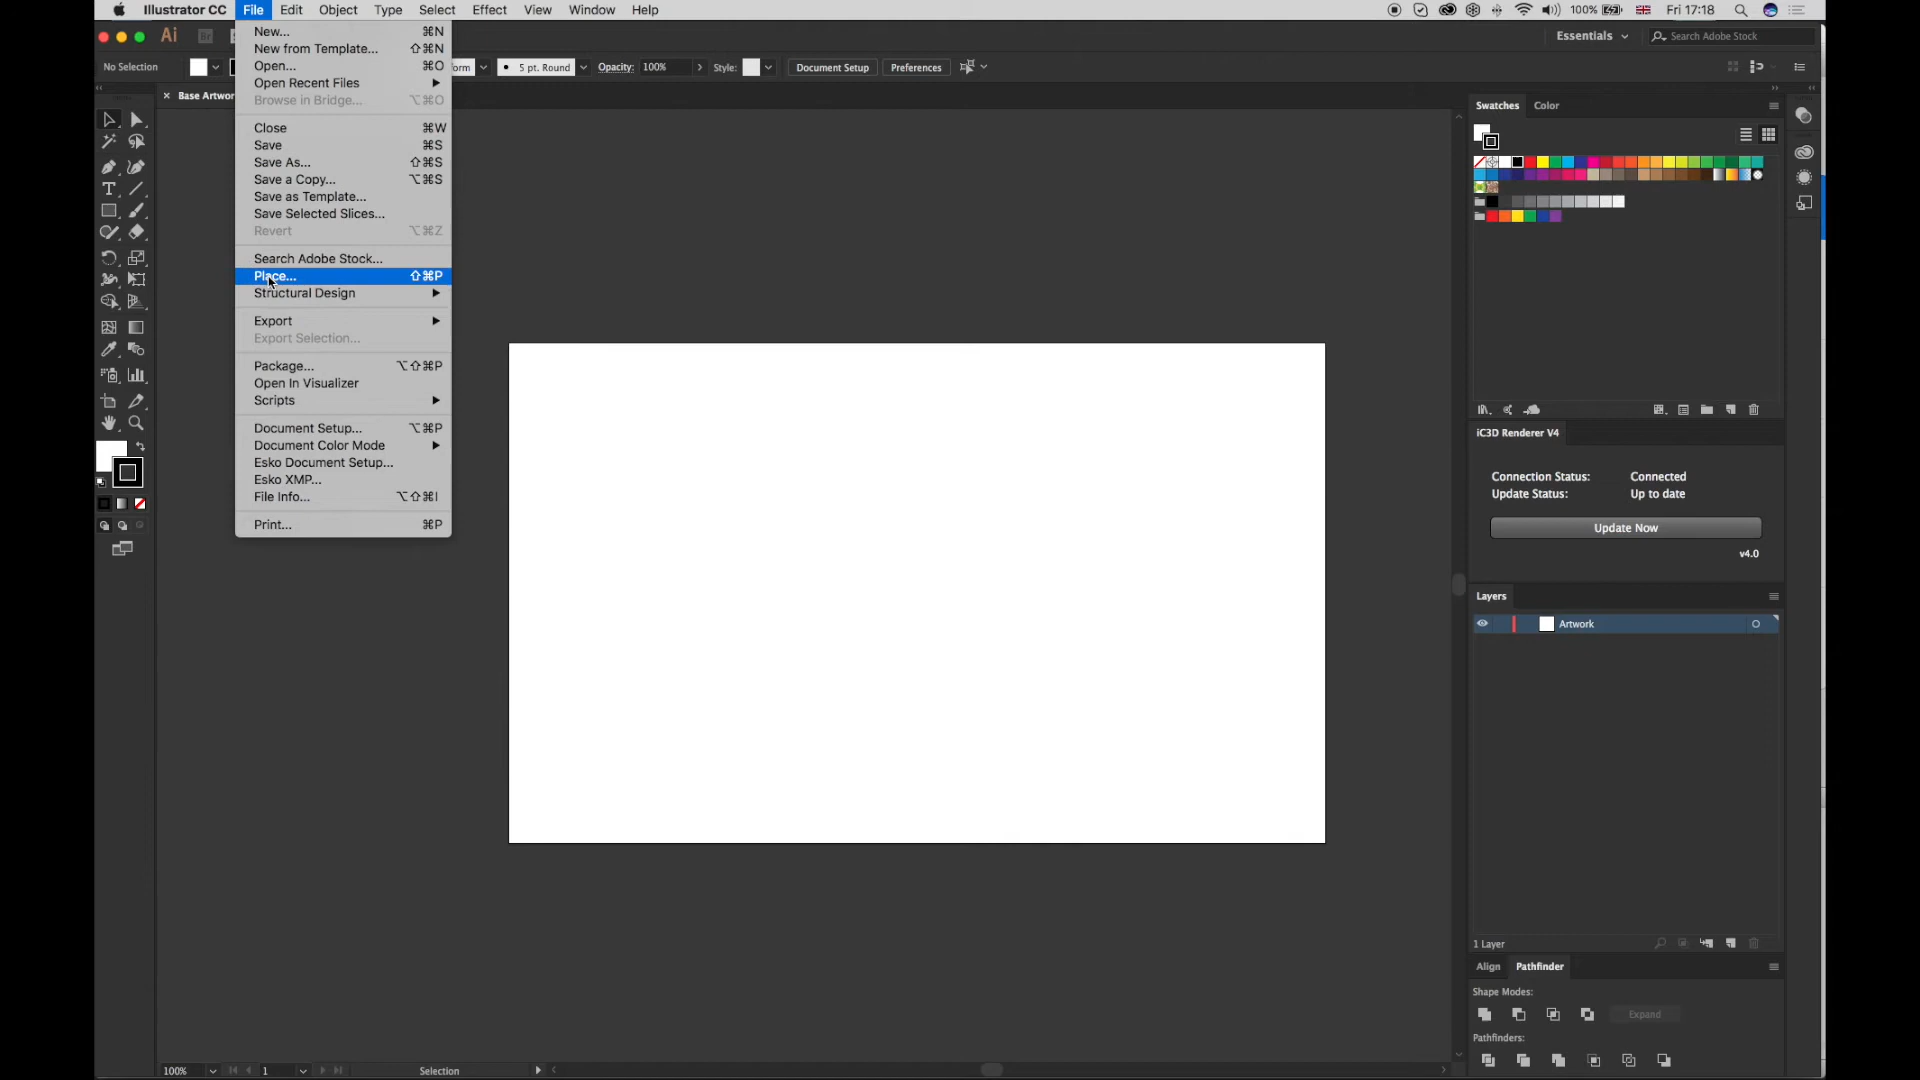 Illustrator CC File Edit Object Type Select Effect View Window Help 100% Fri 17:18
Ai Br Essentials Search Adobe Stock
No Selection 5 pt. Round Opacity: 100% Style: Document Setup Preferences
× Base Artwor
New... ⌘N
New from Template... ⇧⌘N
Open... ⌘O
Open Recent Files
Browse in Bridge... ⌥⌘O
Close ⌘W
Save ⌘S
Save As... ⇧⌘S
Save a Copy... ⌥⌘S
Save as Template...
Save Selected Slices...
Revert ⌥⌘Z
Search Adobe Stock...
Place... ⇧⌘P
Structural Design
Export
Export Selection...
Package... ⌥⇧⌘P
Open In Visualizer
Scripts
Document Setup... ⌥⌘P
Document Color Mode
Esko Document Setup...
Esko XMP...
File Info... ⌥⇧⌘I
Print... ⌘P
Swatches Color
iC3D Renderer V4
Connection Status: Connected
Update Status: Up to date
Update Now
v4.0
Layers
Artwork
1 Layer
Align Pathfinder
Shape Modes:
Expand
Pathfinders:
100% 1 Selection